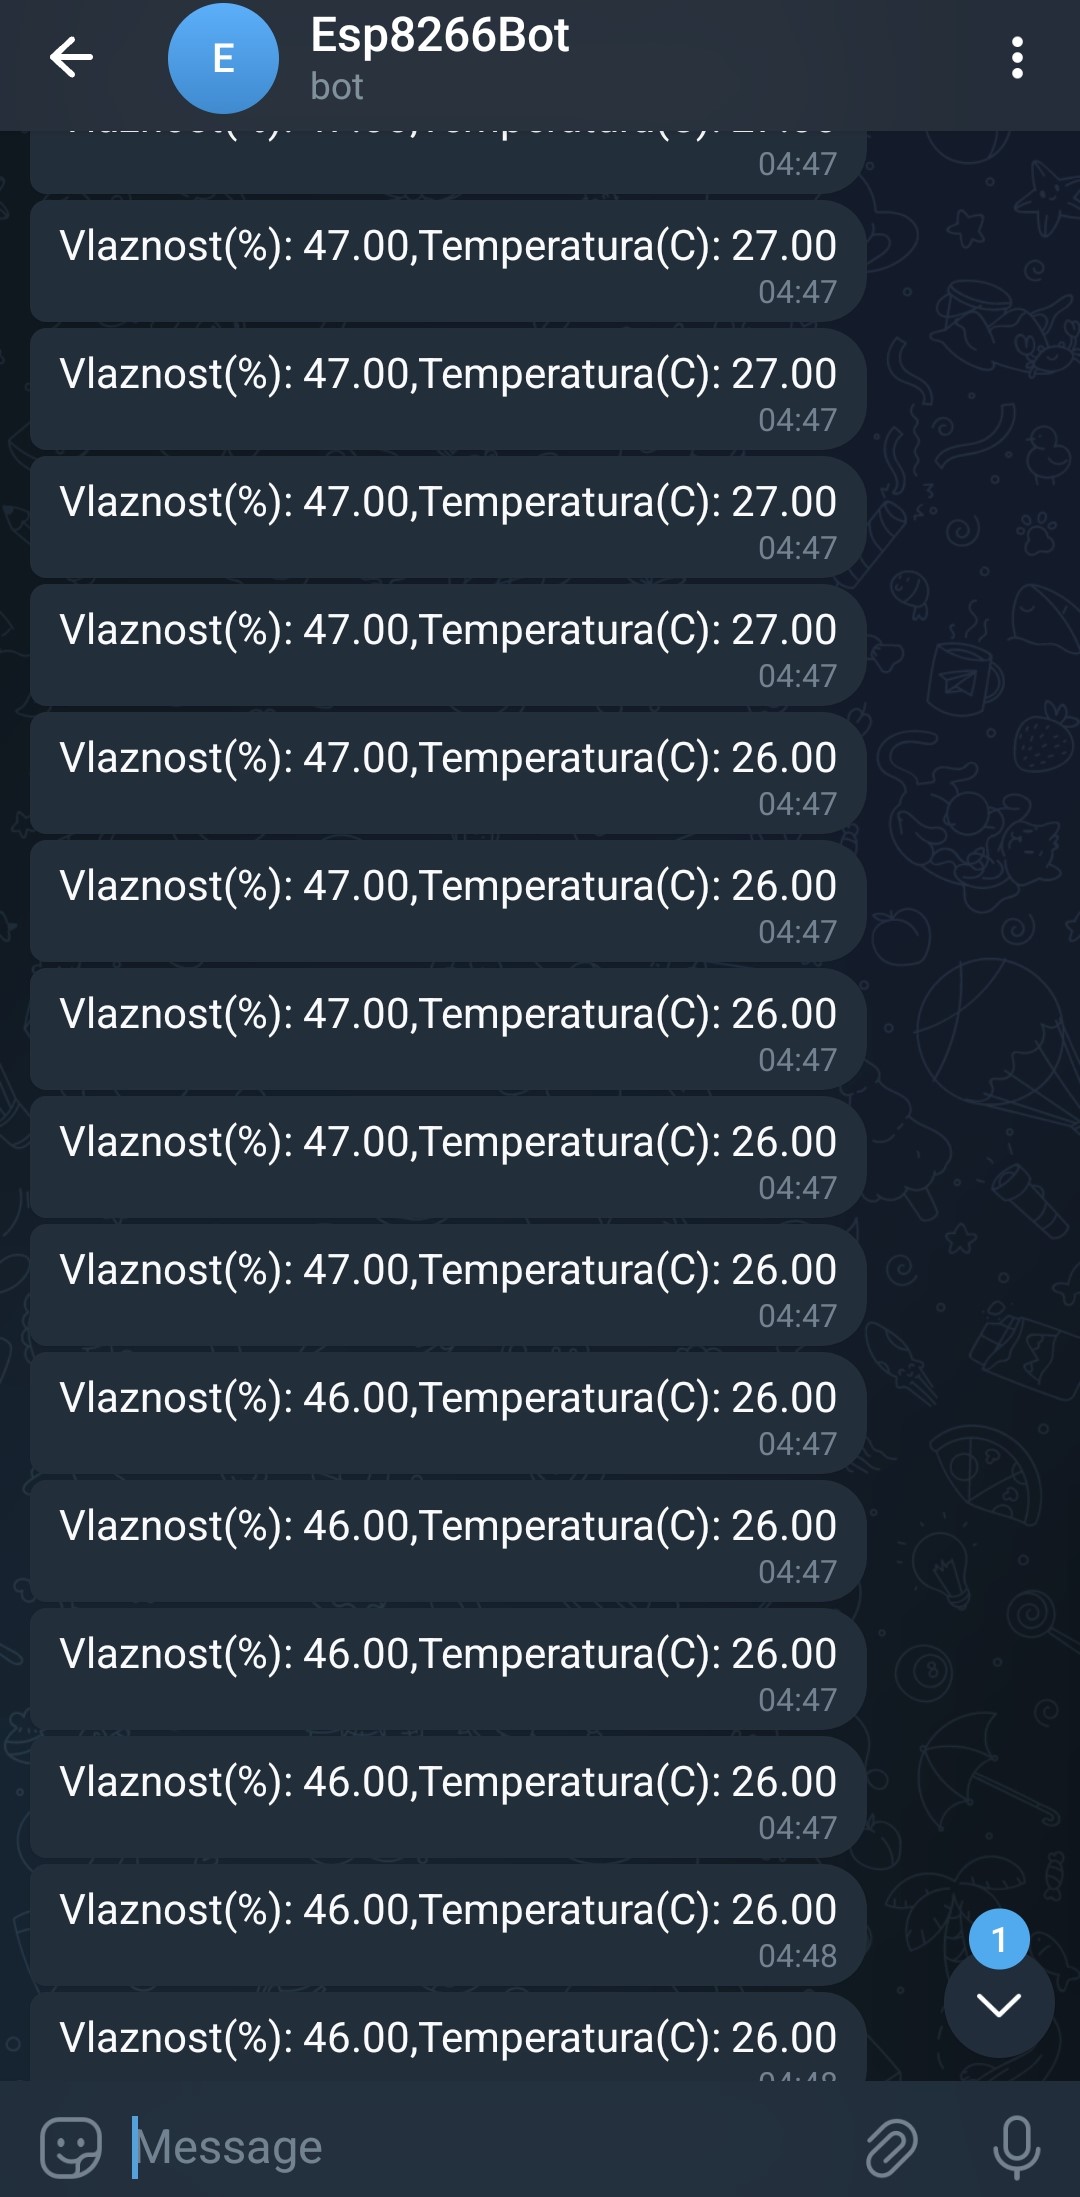 E
Esp8266Bot
bot
04:47
Vlaznost(%): 47.00,Temperatura(C): 27.00
04:47
Vlaznost(%): 47.00,Temperatura(C): 27.00
04:47
Vlaznost(%): 47.00,Temperatura(C): 27.00
04:47
Vlaznost(%): 47.00,Temperatura(C): 27.00
04:47
Vlaznost(%): 47.00,Temperatura(C): 26.00
04:47
Vlaznost(%): 47.00,Temperatura(C): 26.00
04:47
Vlaznost(%): 47.00,Temperatura(C): 26.00
04:47
Vlaznost(%): 47.00,Temperatura(C): 26.00
04:47
Vlaznost(%): 47.00,Temperatura(C): 26.00
04:47
Vlaznost(%): 46.00,Temperatura(C): 26.00
04:47
Vlaznost(%): 46.00,Temperatura(C): 26.00
04:47
Vlaznost(%): 46.00,Temperatura(C): 26.00
04:47
Vlaznost(%): 46.00,Temperatura(C): 26.00
04:47
Vlaznost(%): 46.00,Temperatura(C): 26.00
04:48
1
Vlaznost(%): 46.00,Temperatura(C): 26.00
04:48
Message